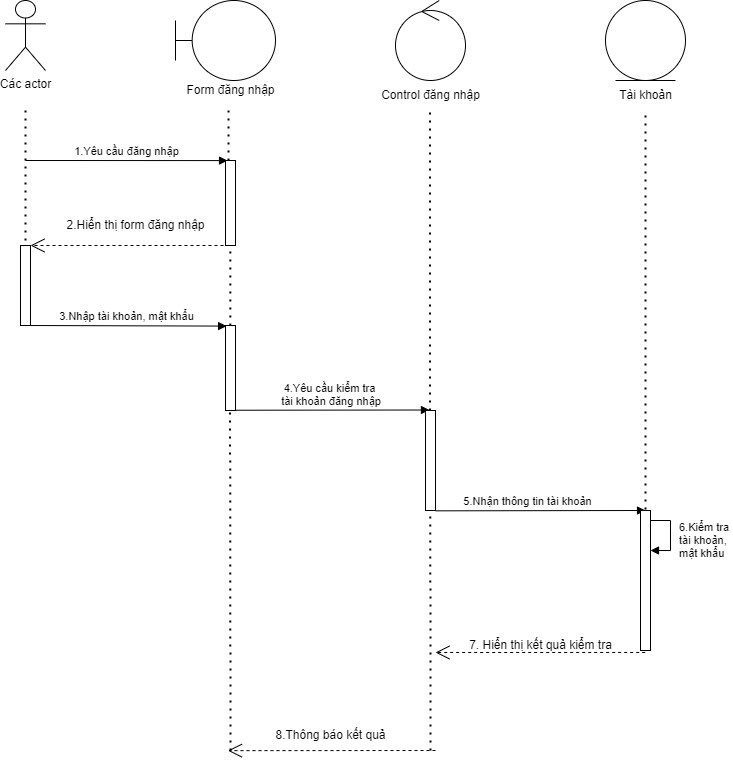 Các actor
Form đăng nhập
Control đăng nhập
Tài khoản
1.Yêu cầu đăng nhập
2.Hiển thị form đăng nhập
3.Nhập tài khoản, mật khẩu
4.Yêu cầu kiểm tra
tài khoản đăng nhập
5.Nhận thông tin tài khoản
6.Kiểm tra
tài khoản,
mật khẩu
7. Hiển thị kết quả kiểm tra
8.Thông báo kết quả